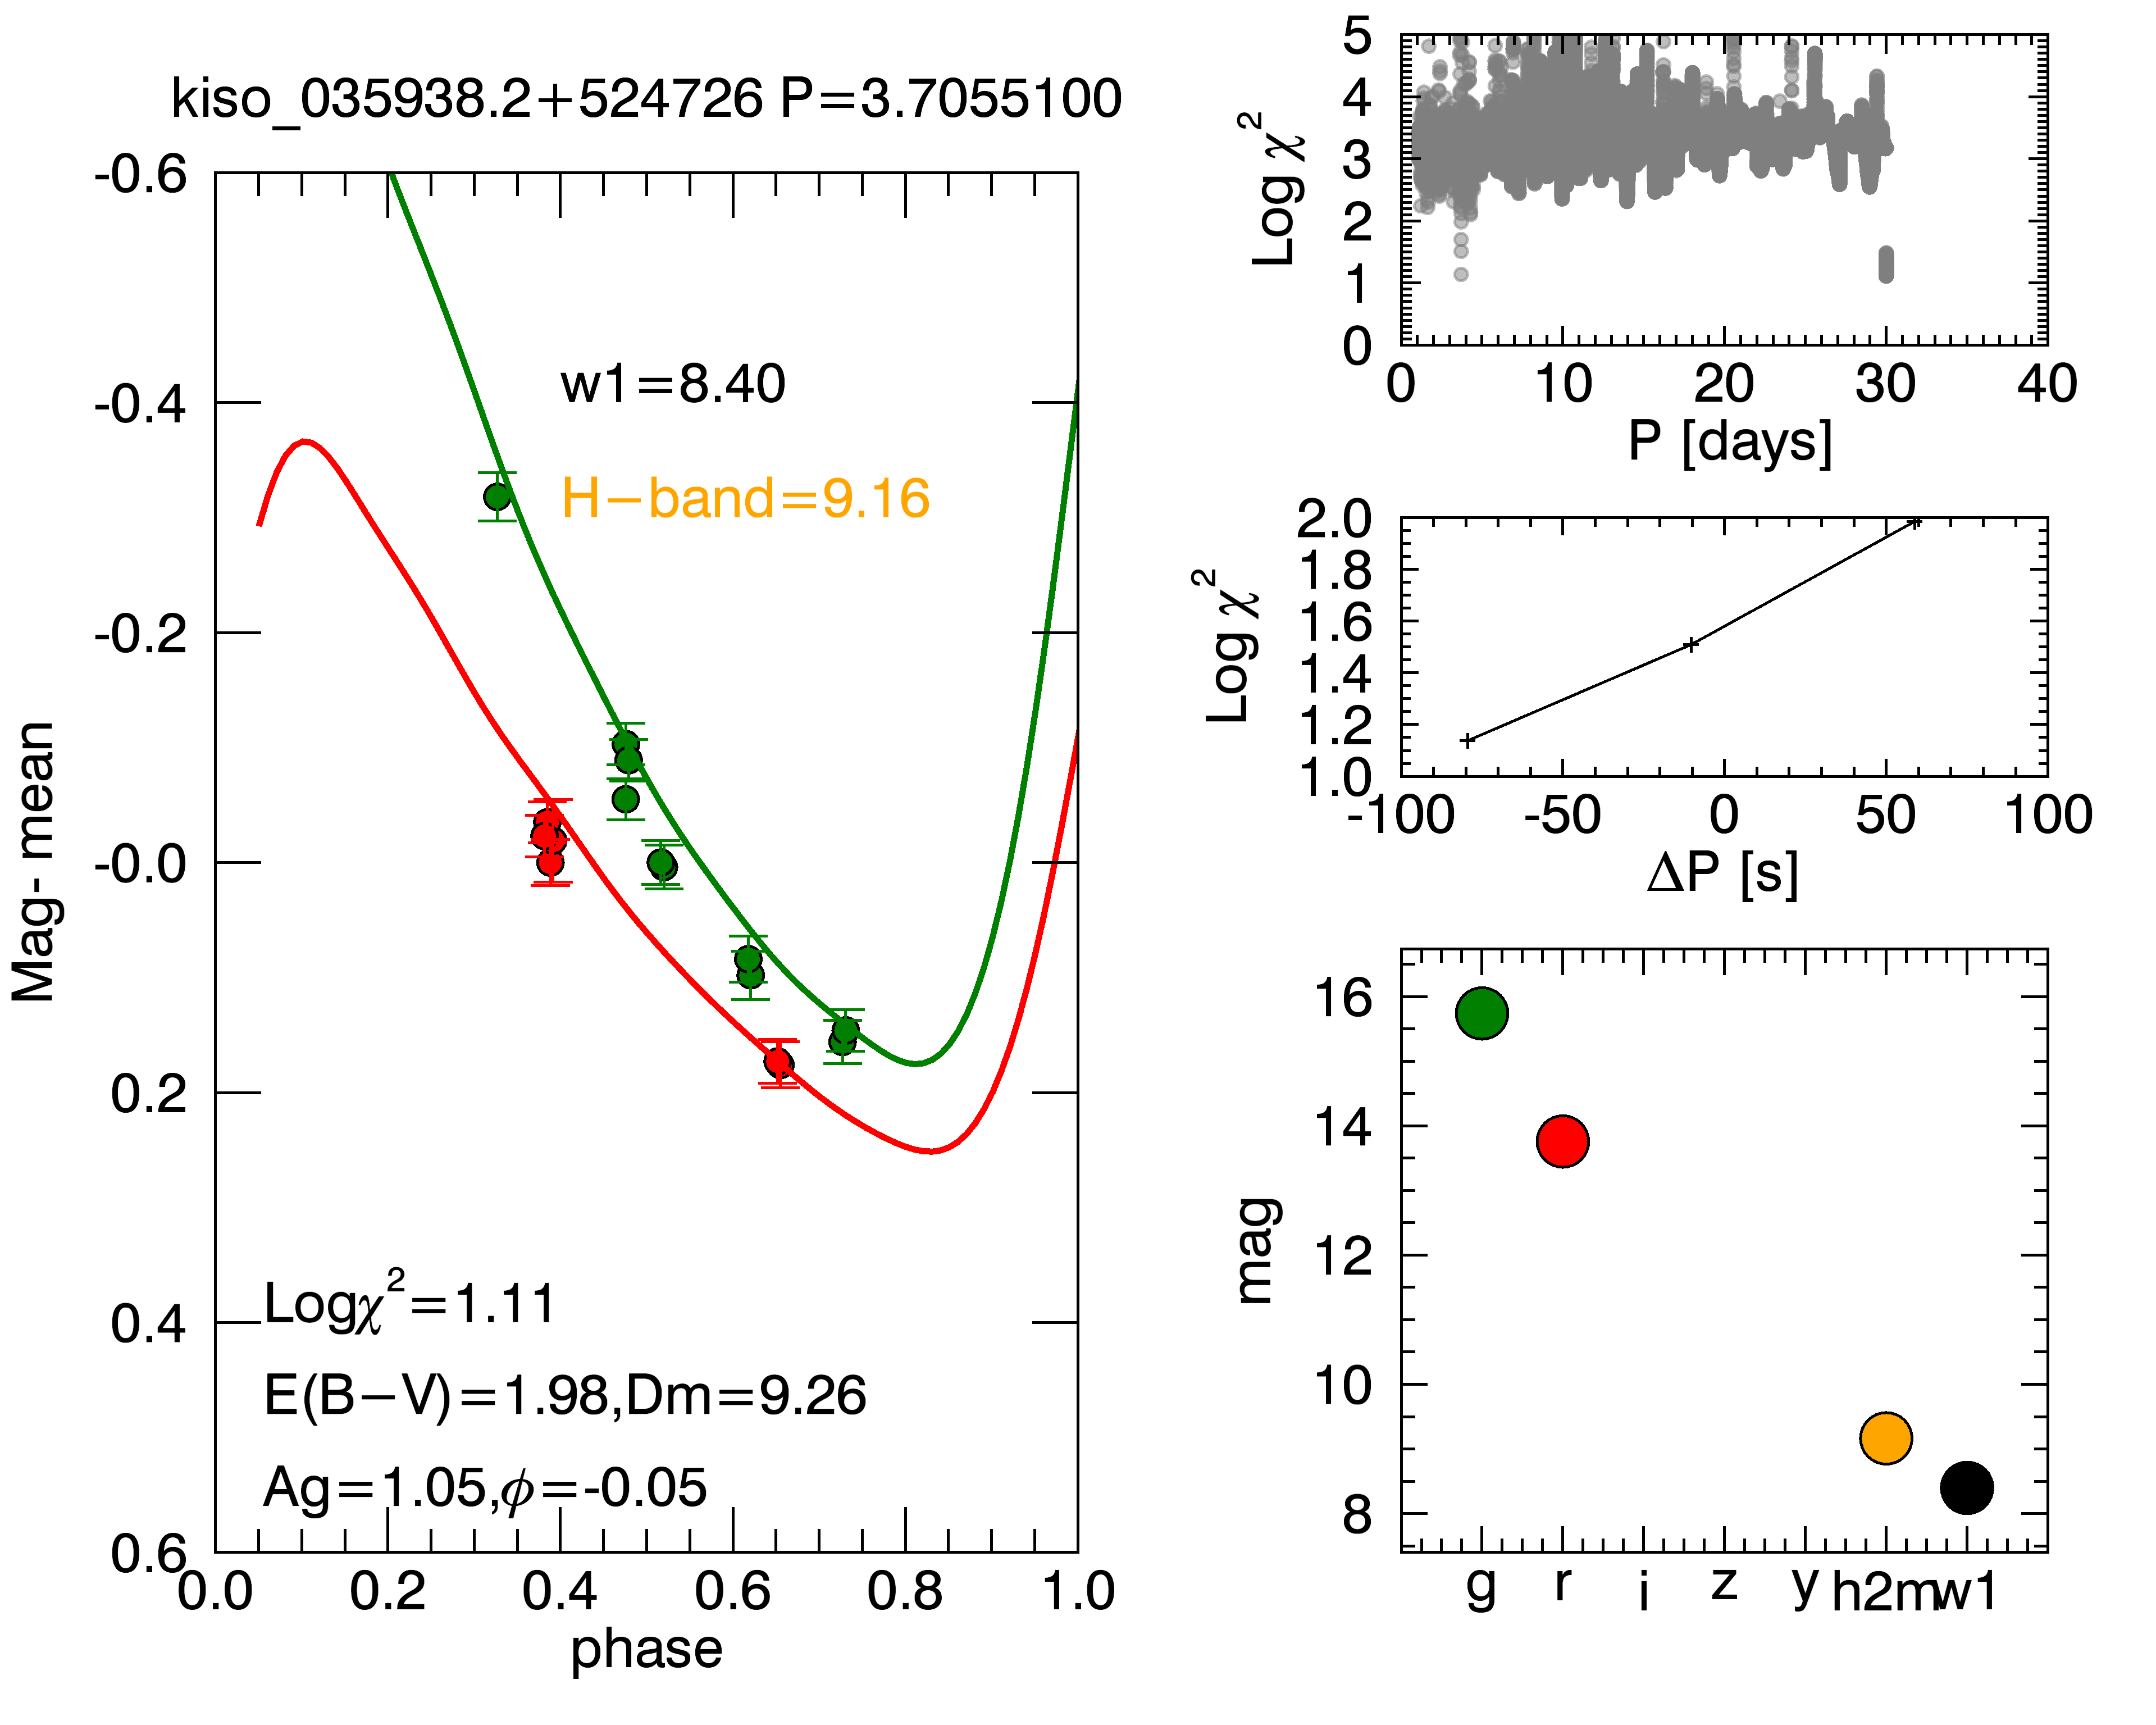 kiso_035938.2+524726 P=3.7055100
-0.6
-0.4
-0.2
-0.0
0.2
0.4
0.6
Mag- mean
w1=8.40
H-band=9.16
Logχ²=1.11
E(B-V)=1.98,Dm=9.26
Ag=1.05,ϕ=-0.05
0.0 0.2 0.4 0.6 0.8 1.0
phase
5
4
3
2
1
0
Log χ²
0 10 20 30 40
P [days]
2.0
1.8
1.6
1.4
1.2
1.0
Log χ²
-100 -50 0 50 100
ΔP [s]
16
14
12
10
8
mag
g r i z y h2m w1